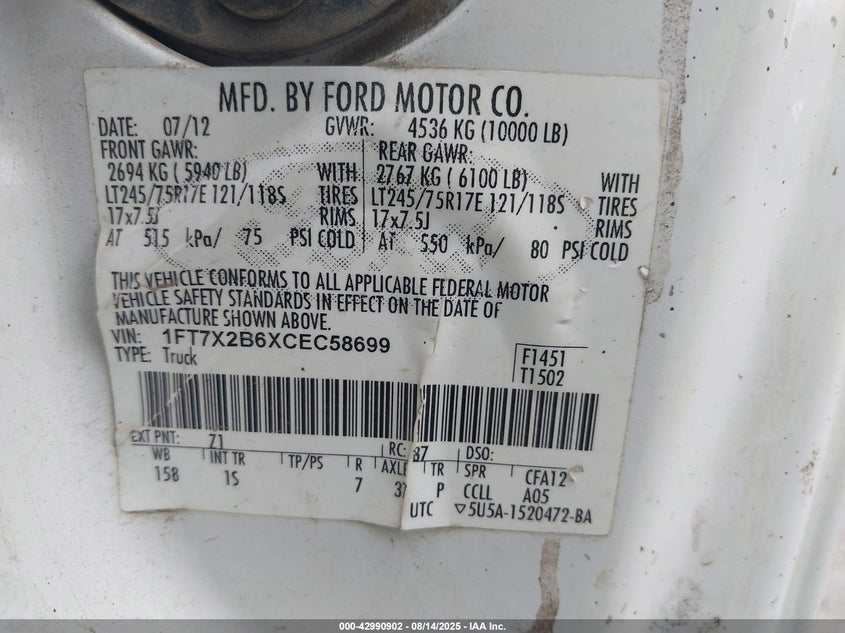 MFD. BY FORD MOTOR CO.
DATE: 07/12 GVWR: 4536 KG (10000 LB)
FRONT GAWR: REAR GAWR:
2694 KG ( 5940 LB) WITH 2767 KG ( 6100 LB) WITH
LT245/75R17E 121/118S TIRES LT245/75R17E 121/118S TIRES
17x7.5J RIMS 17x7.5J RIMS
AT 515 kPa/ 75 PSI COLD AT 550 kPa/ 80 PSI COLD
THIS VEHICLE CONFORMS TO ALL APPLICABLE FEDERAL MOTOR
VEHICLE SAFETY STANDARDS IN EFFECT ON THE DATE OF
MANUFACTURE SHOWN ABOVE.
VIN: 1FT7X2B6XCEC58699
TYPE: Truck
F1451
T1502
EXT PNT: Z1 RC: 87 DSO:
WB INT TR TP/PS R AXLE TR SPR CFA12
158 1S 7 37 P CCLL A05
UTC ▽5U5A-1520472-BA
000-42990902 - 08/14/2025 - IAA Inc.